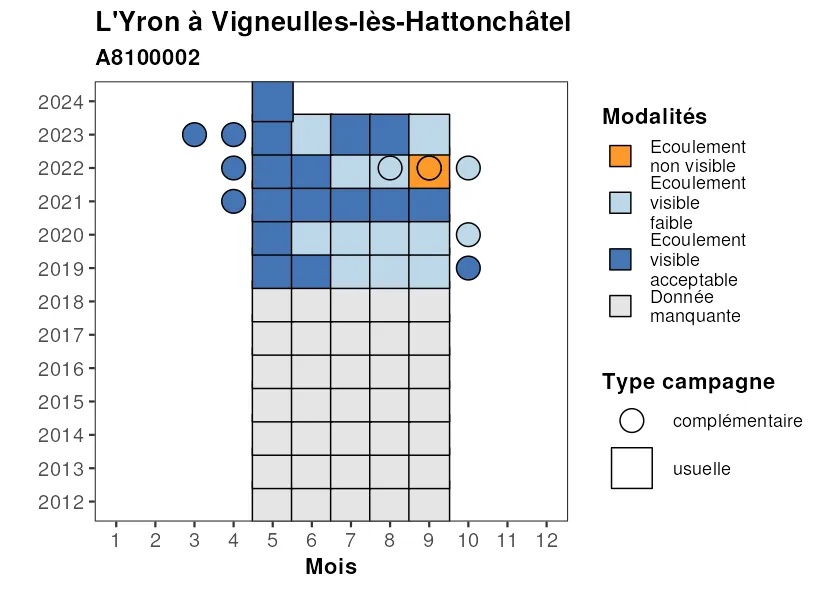 L'Yron à Vigneulles-lès-Hattonchâtel
A8100002
2024
2023
2022
2021
2020
2019
2018
2017
2016
2015
2014
2013
2012
1 2 3 4 5 6 7 8 9 10 11 12
Mois
Modalités
Ecoulement
non visible
Ecoulement
visible
faible
Ecoulement
visible
acceptable
Donnée
manquante
Type campagne
complémentaire
usuelle